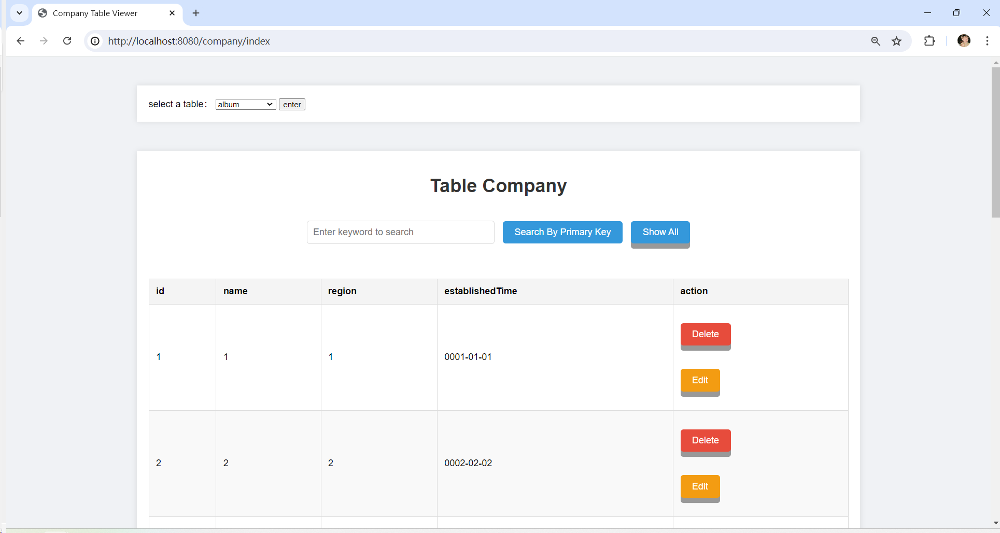 Company Table Viewer
http://localhost:8080/company/index
select a table： album enter
Table Company
Enter keyword to search Search By Primary Key Show All
id name region establishedTime action
1 1 1 0001-01-01 Delete
Edit
2 2 2 0002-02-02 Delete
Edit